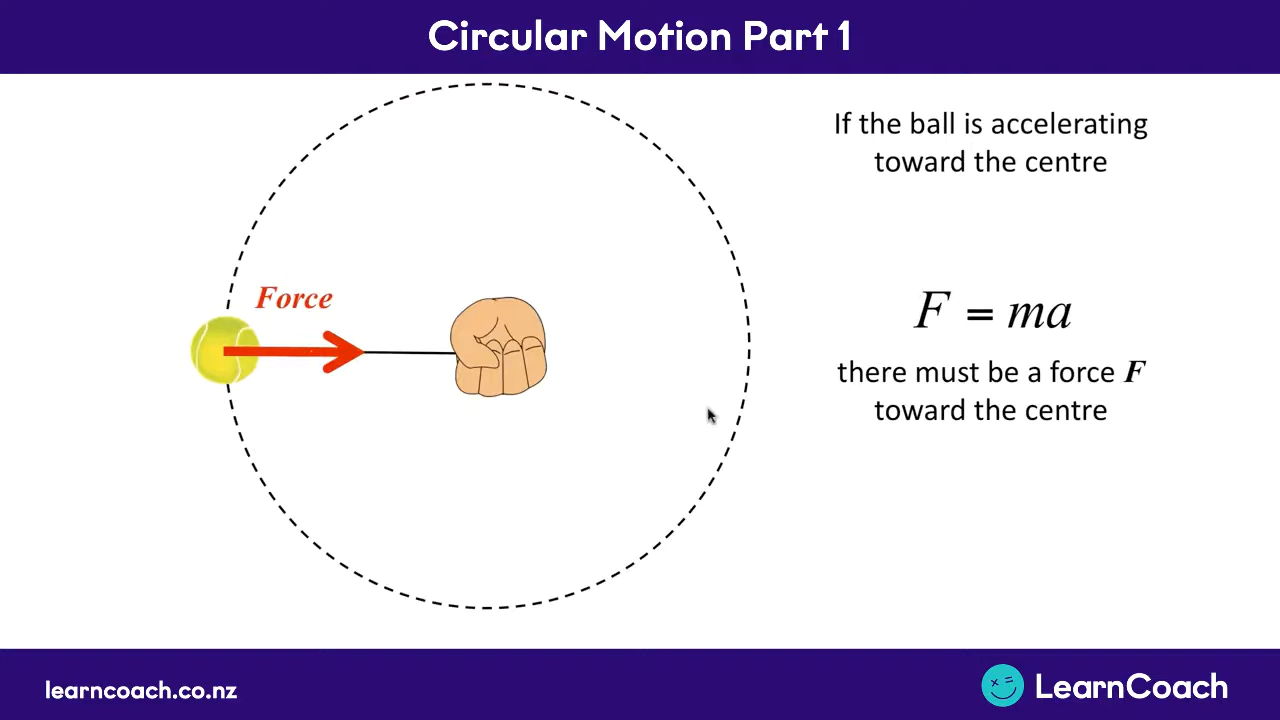 Circular Motion Part 1
If the ball is accelerating
toward the centre
Force
F = ma
there must be a force F
toward the centre
learncoach.co.nz
LearnCoach